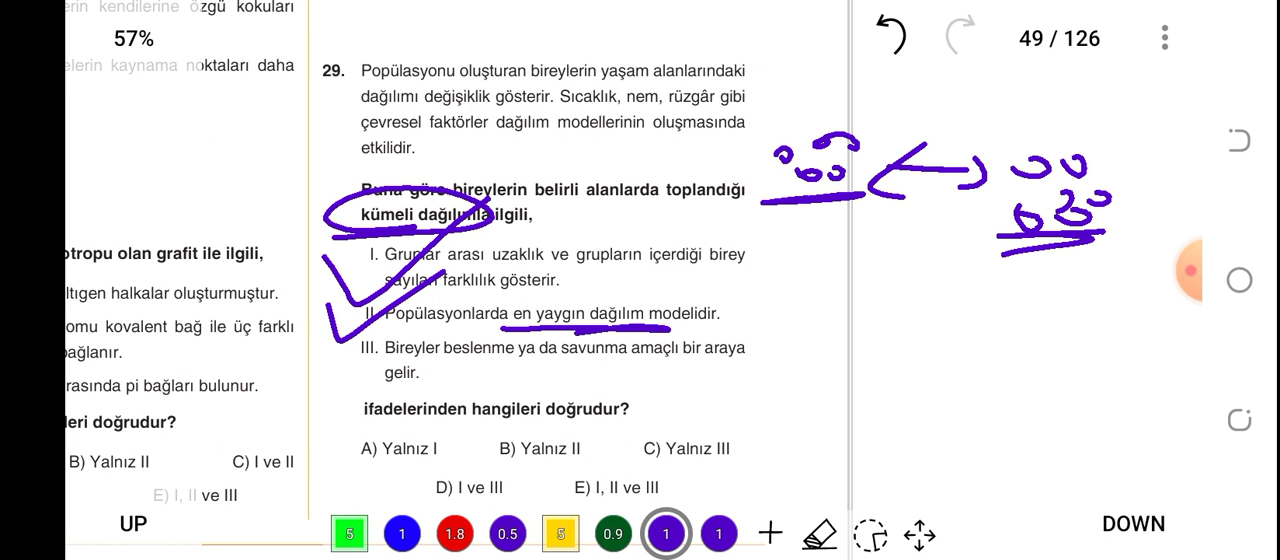 erin kendilerine özgü kokuları
57%
elerin kaynama noktaları daha
49 / 126
29. Popülasyonu oluşturan bireylerin yaşam alanlarındaki
dağılımı değişiklik gösterir. Sıcaklık, nem, rüzgâr gibi
çevresel faktörler dağılım modellerinin oluşmasında
etkilidir.
Buna göre bireylerin belirli alanlarda toplandığı
kümeli dağılımla ilgili,
I. Gruplar arası uzaklık ve grupların içerdiği birey
sayıları farklılık gösterir.
II. Popülasyonlarda en yaygın dağılım modelidir.
III. Bireyler beslenme ya da savunma amaçlı bir araya
gelir.
ifadelerinden hangileri doğrudur?
A) Yalnız I B) Yalnız II C) Yalnız III
D) I ve III E) I, II ve III
otropu olan grafit ile ilgili,
ltıgen halkalar oluşturmuştur.
omu kovalent bağ ile üç farklı
bağlanır.
rasında pi bağları bulunur.
leri doğrudur?
B) Yalnız II C) I ve II
E) I, II ve III
UP
5 1 1.8 0.5 5 0.9 1 1
DOWN